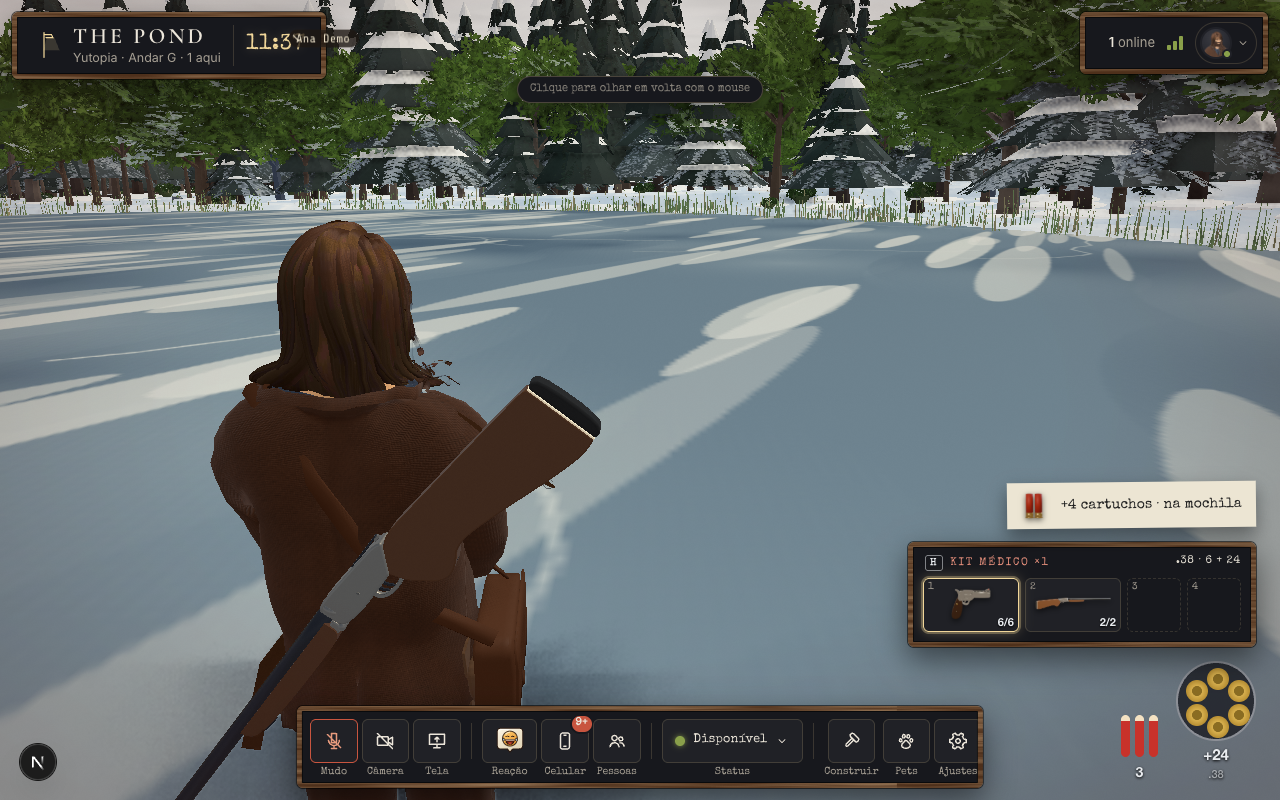 THE POND
Yutopia · Andar G · 1 aqui
11:3
Ana Demo
1 online
Clique para olhar em volta com o mouse
+4 cartuchos · na mochila
H KIT MÉDICO ×1
.38 · 6 + 24
1
6/6
2
2/2
3
4
9+
Disponível
Mudo
Câmera
Tela
Reação
Celular
Pessoas
Status
Construir
Pets
Ajustes
N
3
+24
.38